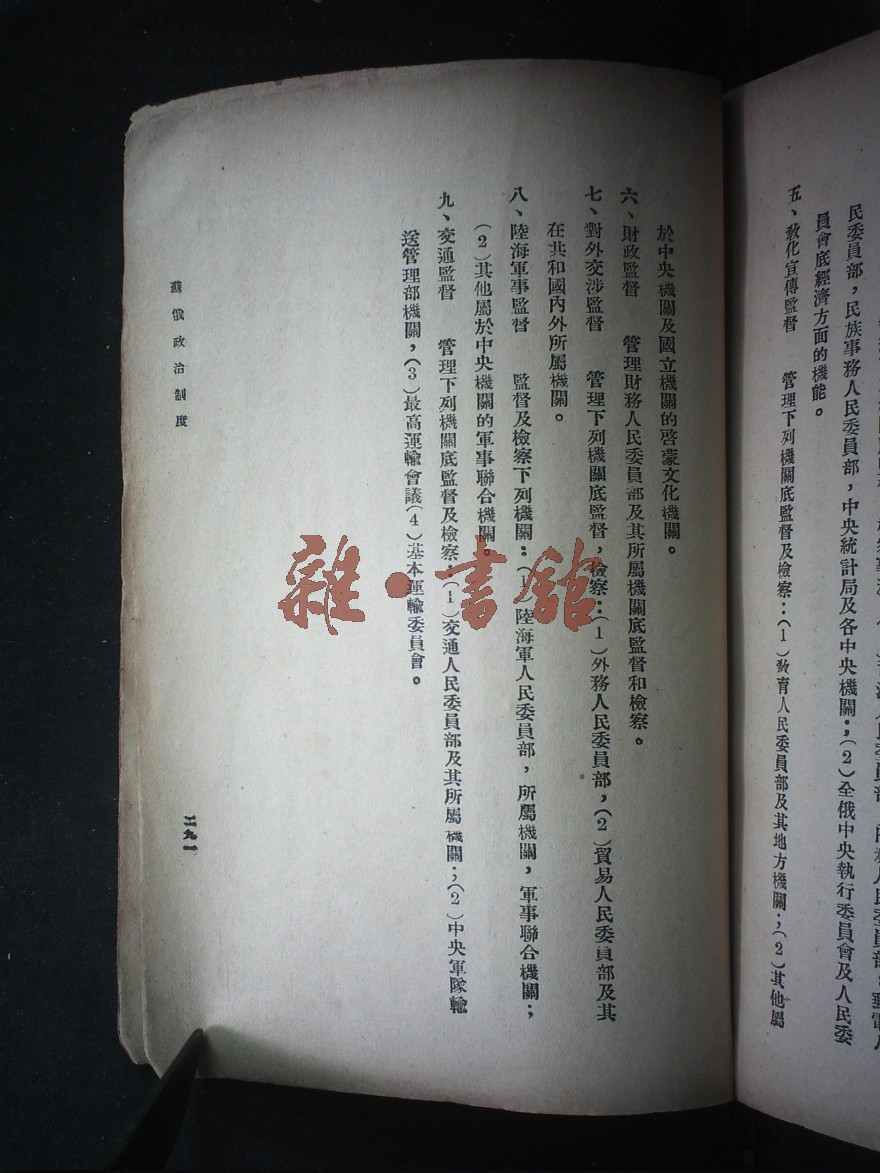 民委員部，民族事務人民委員部，中央統計局及各中央機關；（2）全俄中央執行委員會及人民委
員會底經濟方面的機能。
五、敎化宣傳監督　管理下列機關底監督及檢察：（1）敎育人民委員部及其地方機關；（2）其他屬
於中央機關及國立機關的啓蒙文化機關。
六、財政監督　管理財務人民委員部及其所屬機關底監督和檢察。
七、對外交涉監督　管理下列機關底監督，檢察：（1）外務人民委員部，（2）貿易人民委員部及其
在共和國內外所屬機關。
八、陸海軍事監督　監督及檢察下列機關：（1）陸海軍人民委員部，所屬機關，軍事聯合機關；
（2）其他屬於中央機關的軍事聯合機關。
九、交通監督　管理下列機關底監督及檢察：（1）交通人民委員部及其所屬機關；（2）中央軍隊輸
送管理部機關，（3）最高運輸會議（4）基本運輸委員會。
蘇俄政治制度
二九一
雜·書館